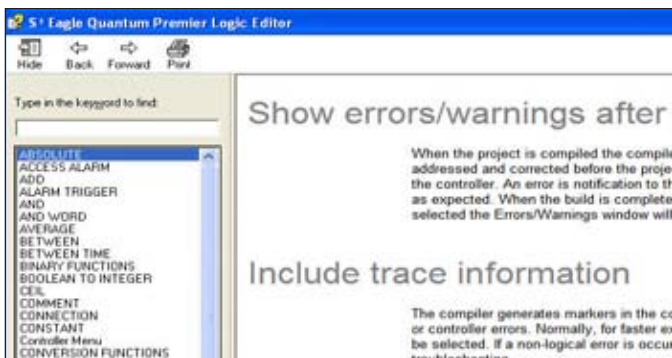 S³ Eagle Quantum Premier Logic Editor
Hide Back Forward Print
Type in the keyword to find:
ABSOLUTE
ACCESS ALARM
ADD
ALARM TRIGGER
AND
AND WORD
AVERAGE
BETWEEN
BETWEEN TIME
BINARY FUNCTIONS
BOOLEAN TO INTEGER
CEIL
COMMENT
CONNECTION
CONSTANT
Controller Menu
CONVERSION FUNCTIONS
Show errors/warnings after
When the project is compiled the compile
addressed and corrected before the projec
the controller. An error is notification to th
as expected. When the build is complete
selected the Errors/Warnings window will
Include trace information
The compiler generates markers in the co
or controller errors. Normally, for faster ex
be selected. If a non-logical error is occu
troubleshooting